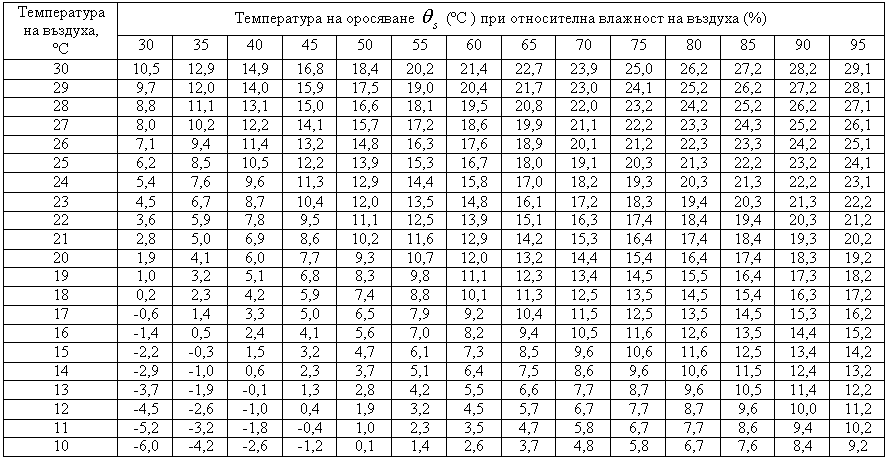 Температура на въздуха, °C
Температура на оросяване θs (°C ) при относителна влажност на въздуха (%)
30 35 40 45 50 55 60 65 70 75 80 85 90 95
30 10,5 12,9 14,9 16,8 18,4 20,2 21,4 22,7 23,9 25,0 26,2 27,2 28,2 29,1
29 9,7 12,0 14,0 15,9 17,5 19,0 20,4 21,7 23,0 24,1 25,2 26,2 27,2 28,1
28 8,8 11,1 13,1 15,0 16,6 18,1 19,5 20,8 22,0 23,2 24,2 25,2 26,2 27,1
27 8,0 10,2 12,2 14,1 15,7 17,2 18,6 19,9 21,1 22,2 23,3 24,3 25,2 26,1
26 7,1 9,4 11,4 13,2 14,8 16,3 17,6 18,9 20,1 21,2 22,3 23,3 24,2 25,1
25 6,2 8,5 10,5 12,2 13,9 15,3 16,7 18,0 19,1 20,3 21,3 22,2 23,2 24,1
24 5,4 7,6 9,6 11,3 12,9 14,4 15,8 17,0 18,2 19,3 20,3 21,3 22,2 23,1
23 4,5 6,7 8,7 10,4 12,0 13,5 14,8 16,1 17,2 18,3 19,4 20,3 21,3 22,2
22 3,6 5,9 7,8 9,5 11,1 12,5 13,9 15,1 16,3 17,4 18,4 19,4 20,3 21,2
21 2,8 5,0 6,9 8,6 10,2 11,6 12,9 14,2 15,3 16,4 17,4 18,4 19,3 20,2
20 1,9 4,1 6,0 7,7 9,3 10,7 12,0 13,2 14,4 15,4 16,4 17,4 18,3 19,2
19 1,0 3,2 5,1 6,8 8,3 9,8 11,1 12,3 13,4 14,5 15,5 16,4 17,3 18,2
18 0,2 2,3 4,2 5,9 7,4 8,8 10,1 11,3 12,5 13,5 14,5 15,4 16,3 17,2
17 -0,6 1,4 3,3 5,0 6,5 7,9 9,2 10,4 11,5 12,5 13,5 14,5 15,3 16,2
16 -1,4 0,5 2,4 4,1 5,6 7,0 8,2 9,4 10,5 11,6 12,6 13,5 14,4 15,2
15 -2,2 -0,3 1,5 3,2 4,7 6,1 7,3 8,5 9,6 10,6 11,6 12,5 13,4 14,2
14 -2,9 -1,0 0,6 2,3 3,7 5,1 6,4 7,5 8,6 9,6 10,6 11,5 12,4 13,2
13 -3,7 -1,9 -0,1 1,3 2,8 4,2 5,5 6,6 7,7 8,7 9,6 10,5 11,4 12,2
12 -4,5 -2,6 -1,0 0,4 1,9 3,2 4,5 5,7 6,7 7,7 8,7 9,6 10,0 11,2
11 -5,2 -3,2 -1,8 -0,4 1,0 2,3 3,5 4,7 5,8 6,7 7,7 8,6 9,4 10,2
10 -6,0 -4,2 -2,6 -1,2 0,1 1,4 2,6 3,7 4,8 5,8 6,7 7,6 8,4 9,2